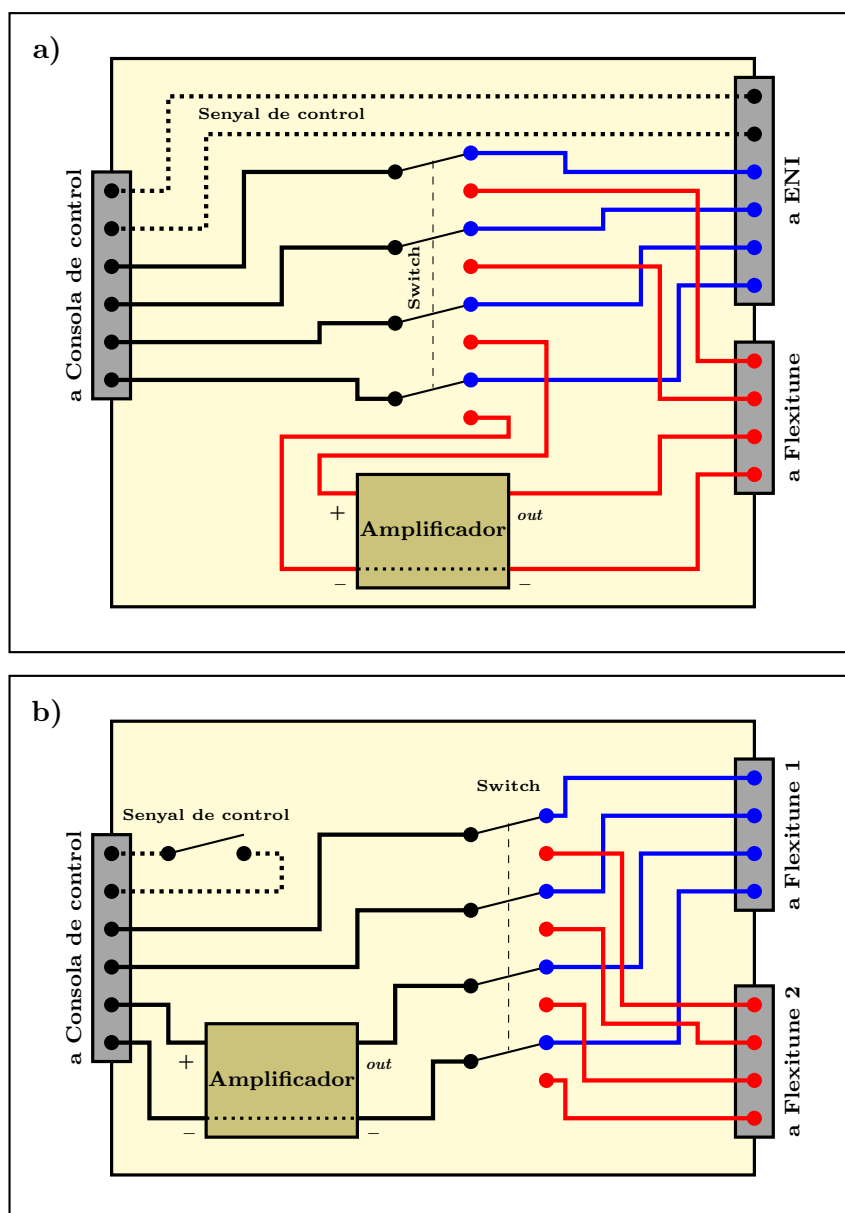 a)
Senyal de control
a Consola de control
Switch
a ENI
a Flexitune
+
Amplificador
out
−
−
b)
Switch
Senyal de control
a Consola de control
a Flexitune 1
+
Amplificador
out
−
−
a Flexitune 2